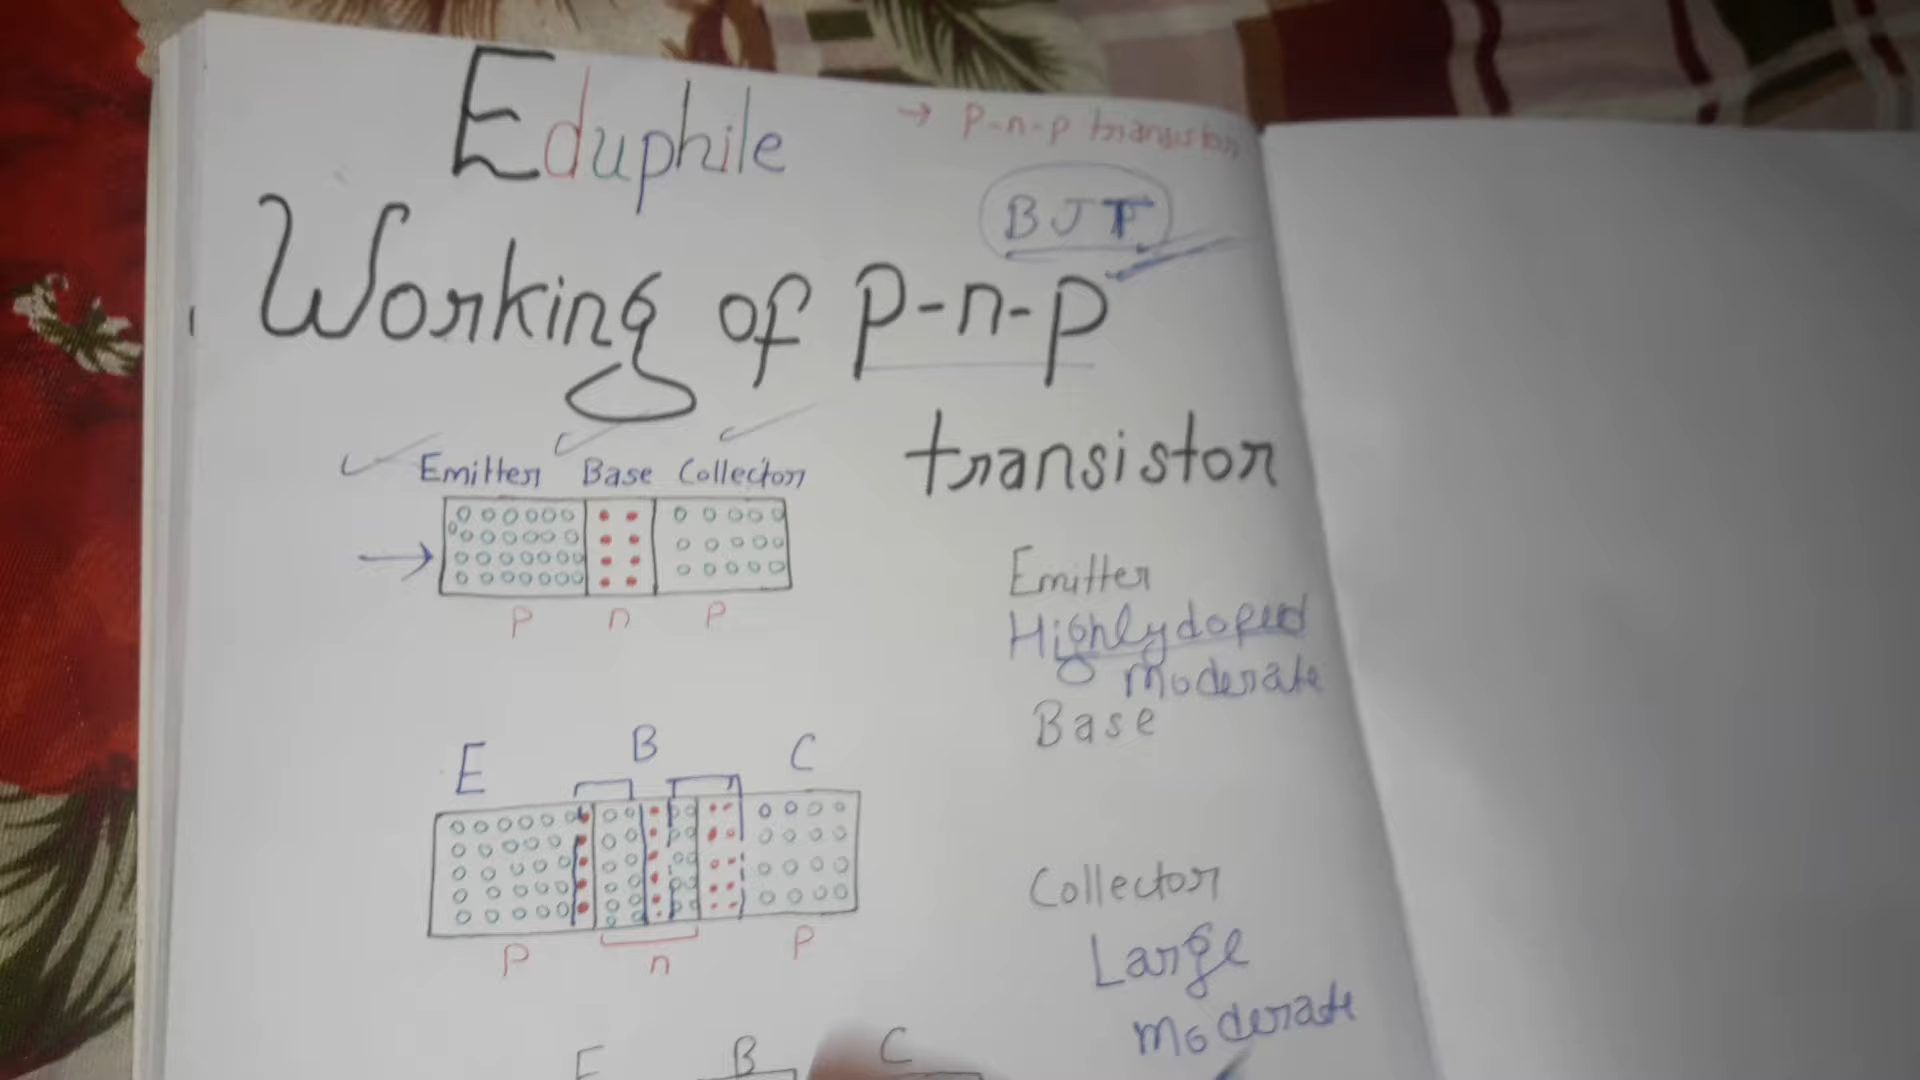 Eduphile
→ P-n-p transistor
BJT
Working of p-n-p
transistor
Emitter Base Collector
P n P
Emitter
Highly doped
moderate
Base
E B C
P n P
Collector
Large
moderate
E B C